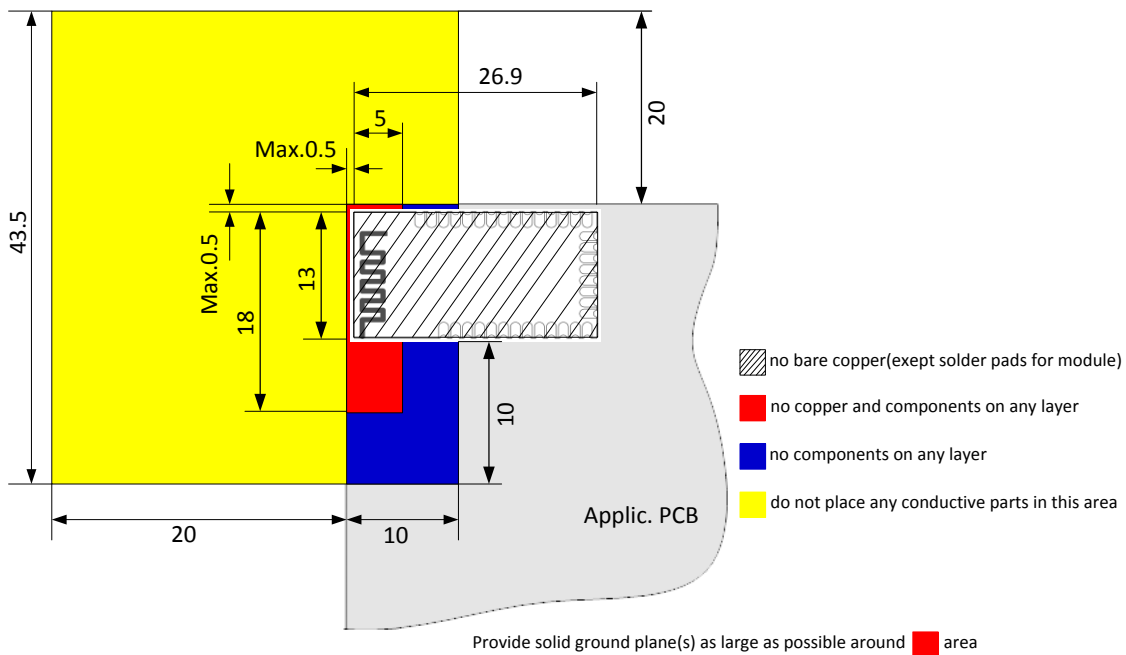 26.9
20
5
Max.0.5
43.5
Max.0.5
13
18
10
no bare copper(exept solder pads for module)
no copper and components on any layer
no components on any layer
do not place any conductive parts in this area
Applic. PCB
20
10
Provide solid ground plane(s) as large as possible around area